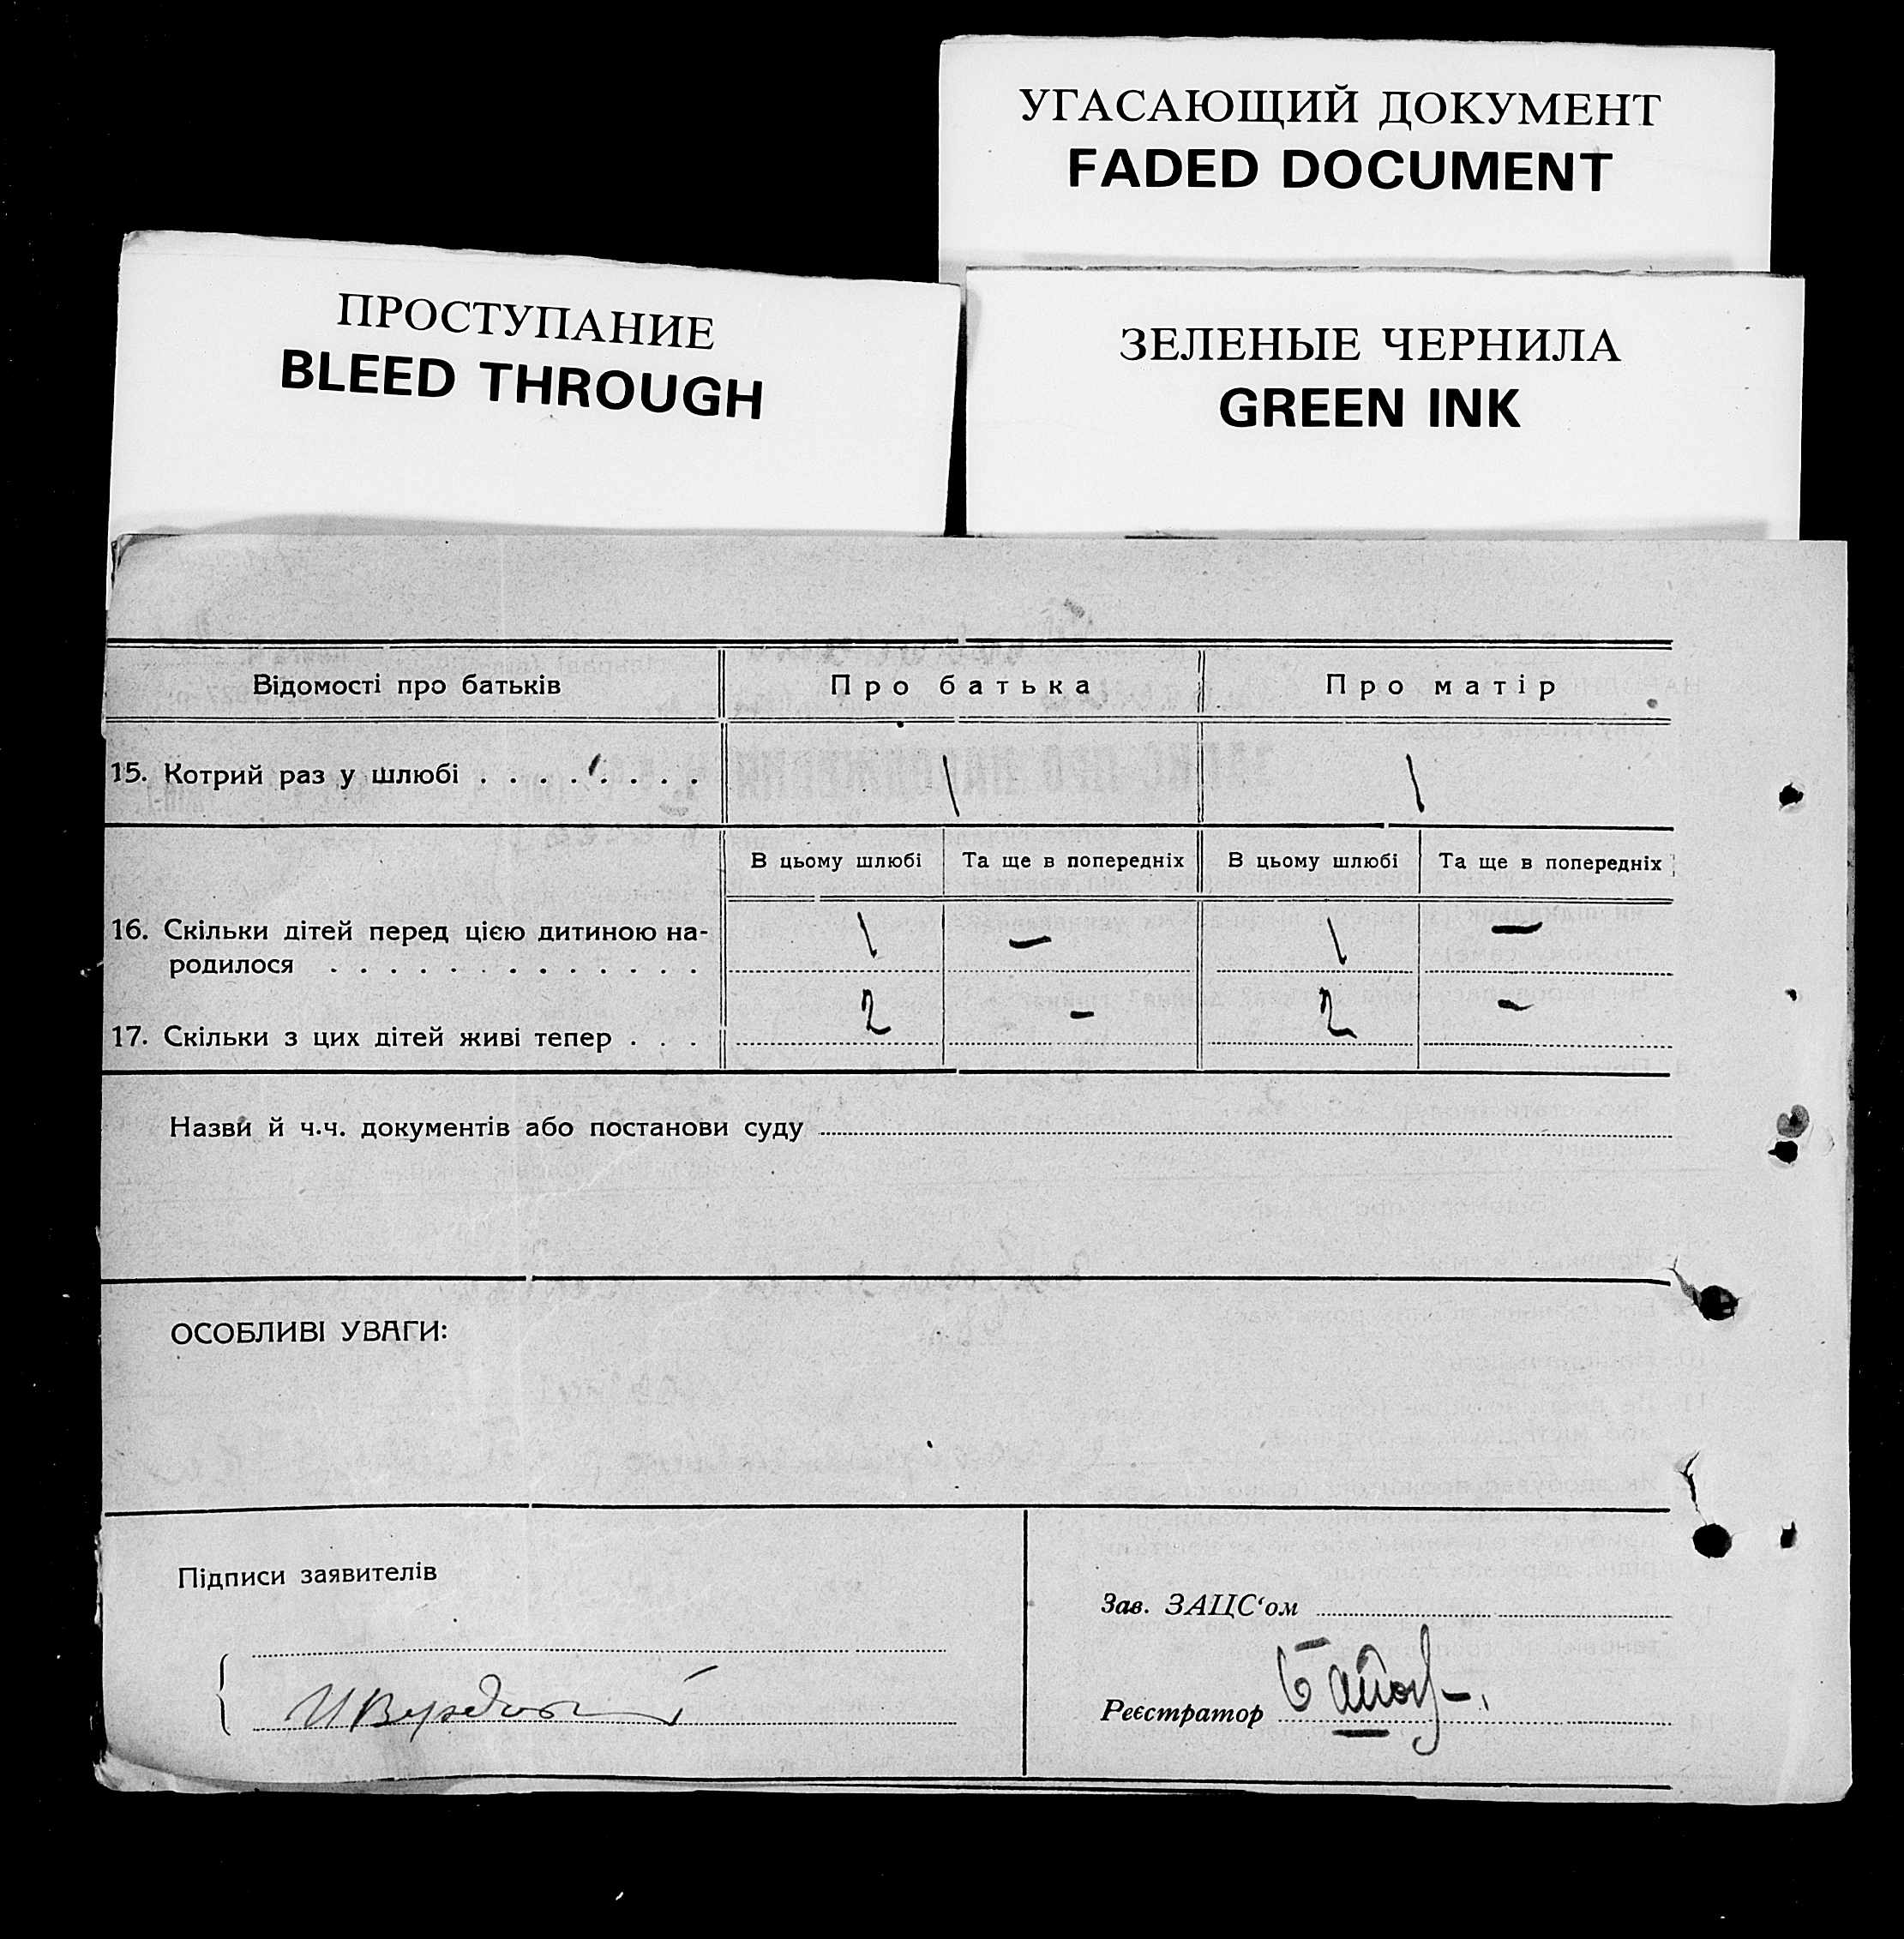 УГАСАЮЩИЙ ДОКУМЕНТ
FADED DOCUMENT
ПРОСТУПАНИЕ
BLEED THROUGH
ЗЕЛЕНЫЕ ЧЕРНИЛА
GREEN INK
Відомості про батьків Про батька Про матір
15. Котрий раз у шлюбі . . . . . . . . 1 1
В цьому шлюбі Та ще в попередніх В цьому шлюбі Та ще в попередніх
16. Скільки дітей перед цією дитиною на-
родилося . . . . . . . . . . . . . 1 — 1 —
17. Скільки з цих дітей живі тепер . . . 2 - 2 -
Назви й ч.ч. документів або постанови суду
ОСОБЛИВІ УВАГИ:
Підписи заявителів
Зав. ЗАЦС‘ом
Реєстратор